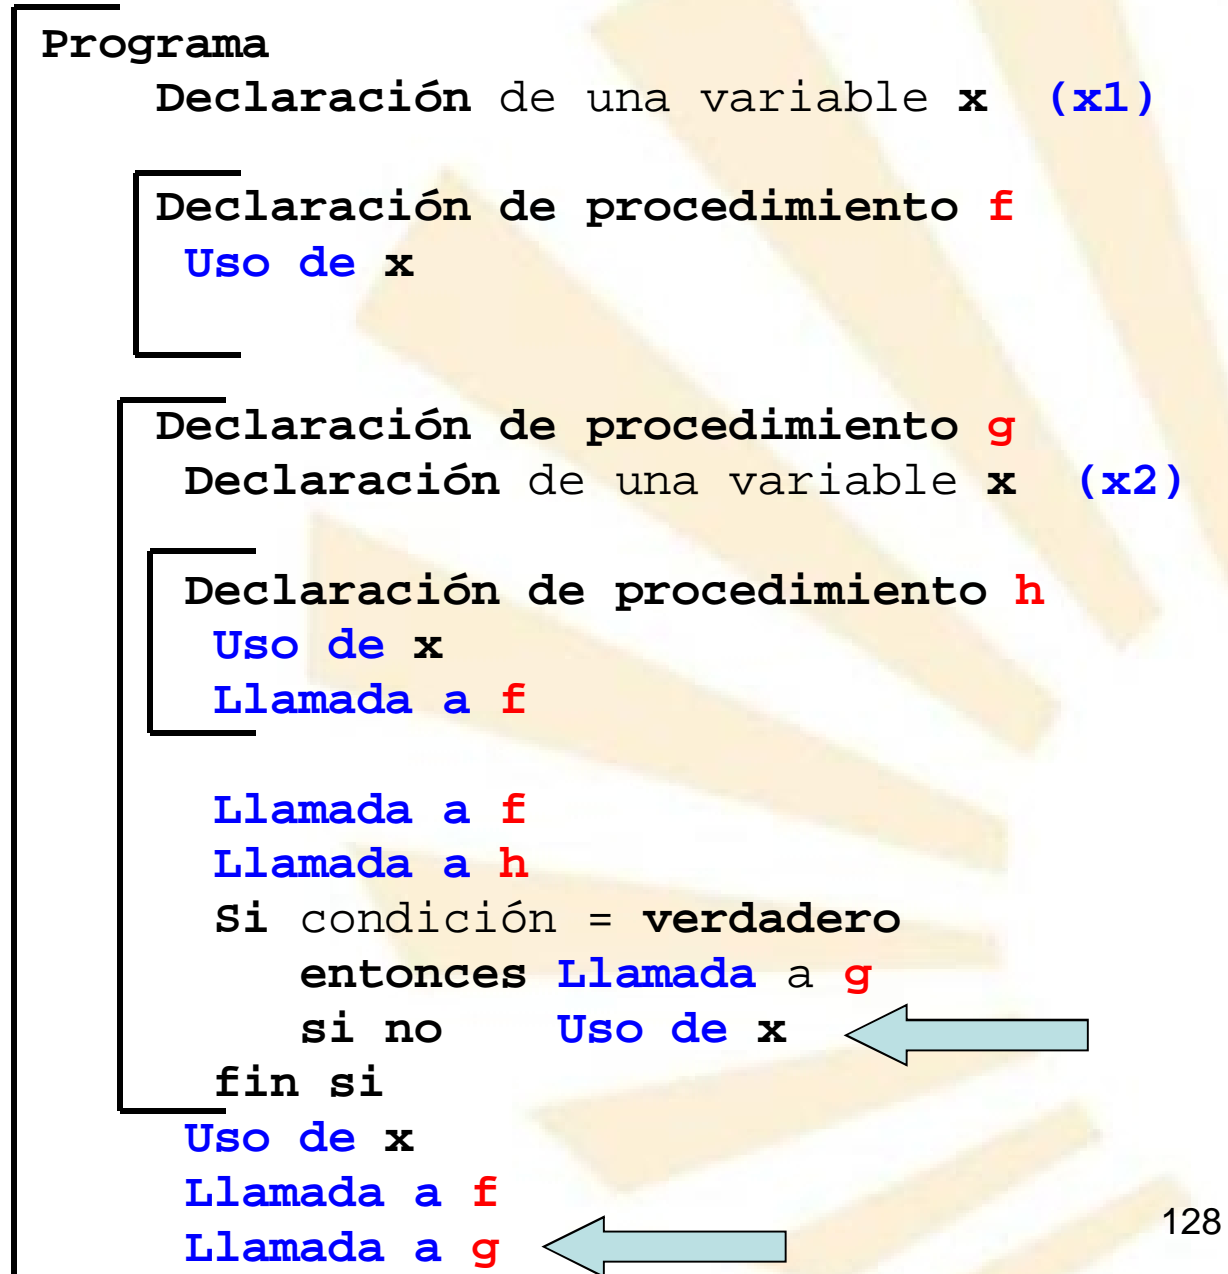 Programa
Declaración de una variable x (x1)
Declaración de procedimiento f
Uso de x
Declaración de procedimiento g
Declaración de una variable x (x2)
Declaración de procedimiento h
Uso de x
Llamada a f
Llamada a f
Llamada a h
Si condición = verdadero
entonces Llamada a g
si no Uso de x
fin si
Uso de x
Llamada a f
Llamada a g
128